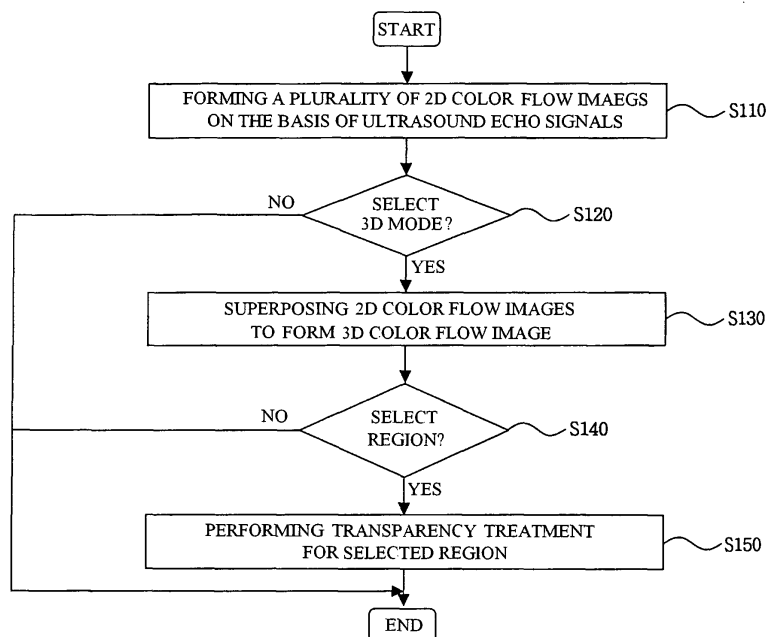 START
FORMING A PLURALITY OF 2D COLOR FLOW IMAEGS
ON THE BASIS OF ULTRASOUND ECHO SIGNALS
S110
NO
SELECT
3D MODE?
S120
YES
SUPERPOSING 2D COLOR FLOW IMAGES
TO FORM 3D COLOR FLOW IMAGE
S130
NO
SELECT
REGION?
S140
YES
PERFORMING TRANSPARENCY TREATMENT
FOR SELECTED REGION
S150
END